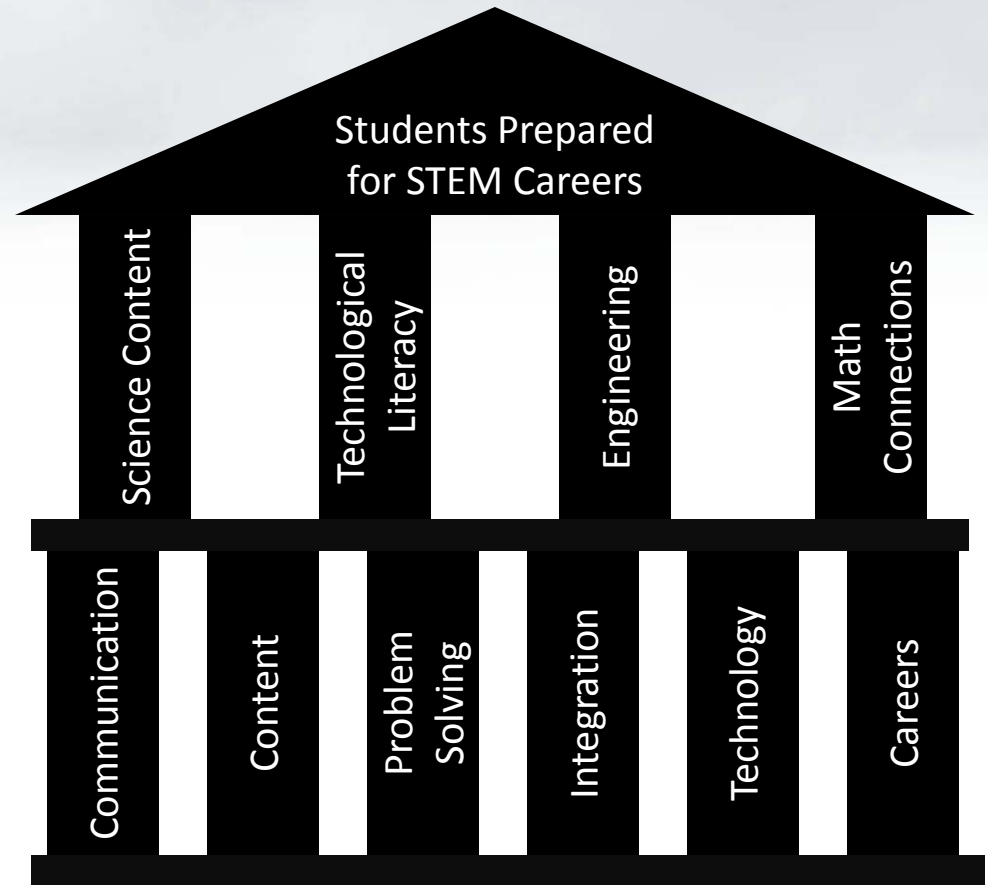 Students Prepared
for STEM Careers
Science Content
Technological
Literacy
Engineering
Math
Connections
Communication
Content
Problem
Solving
Integration
Technology
Careers